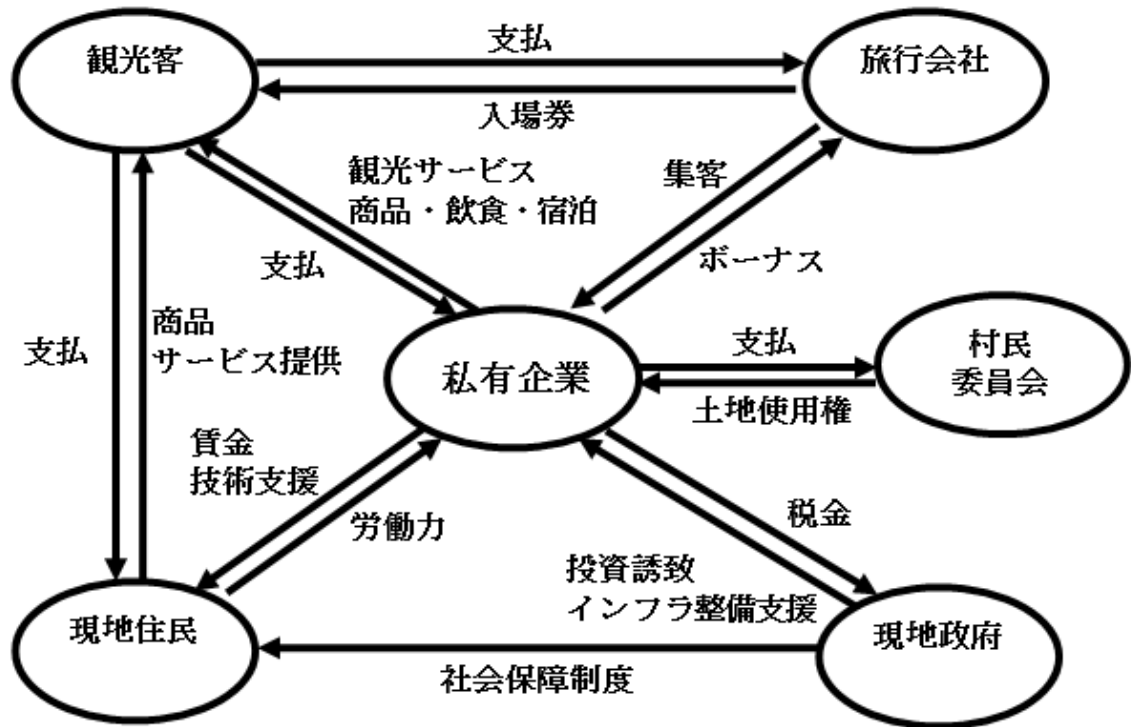 支払
観光客
旅行会社
入場券
観光サービス
商品・飲食・宿泊
集客
支払
ボーナス
商品
サービス提供
支払
支払
村民
委員会
私有企業
土地使用権
賃金
技術支援
労働力
税金
投資誘致
インフラ整備支援
現地住民
現地政府
社会保障制度